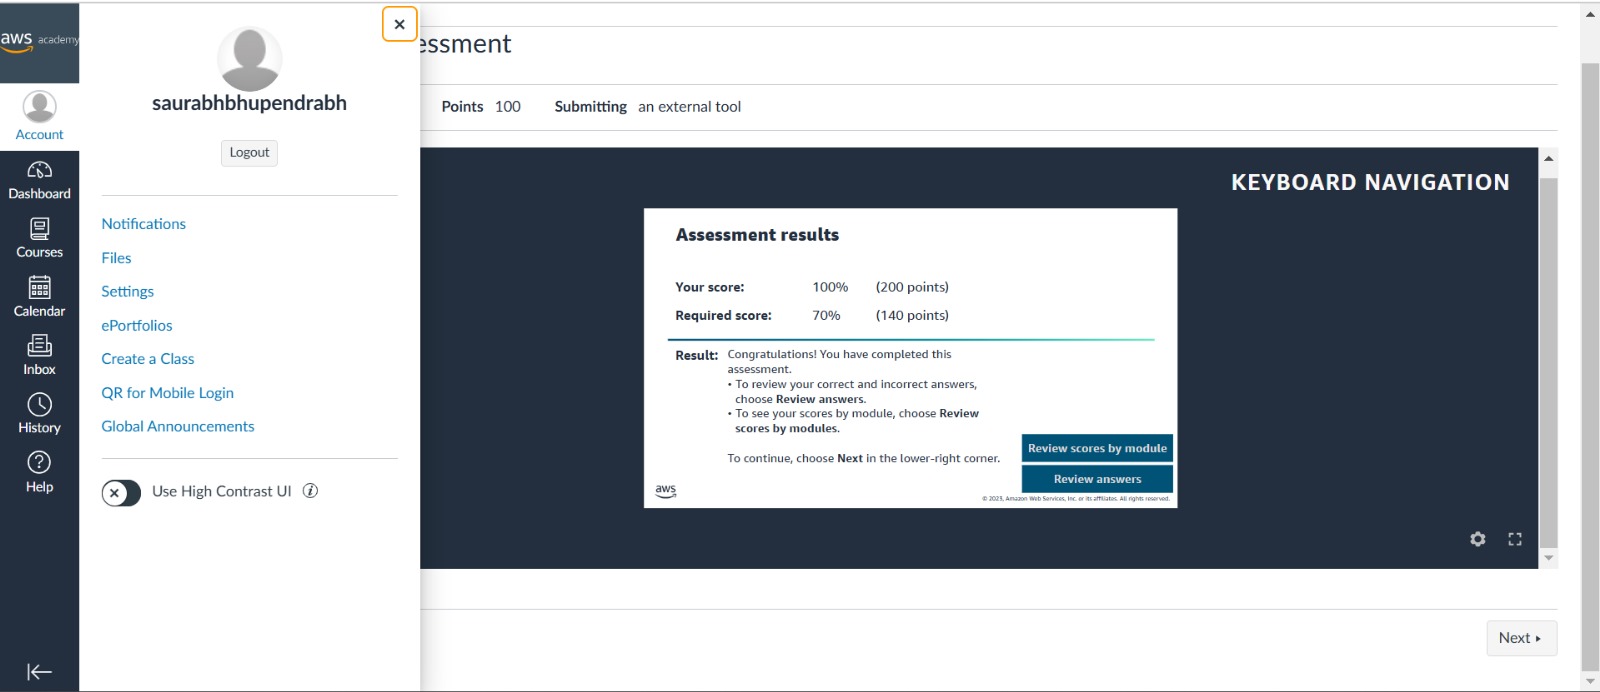 aws academy
Account
Dashboard
Courses
Calendar
Inbox
History
Help
saurabhbhupendrabh
Logout
Notifications
Files
Settings
ePortfolios
Create a Class
QR for Mobile Login
Global Announcements
Use High Contrast UI
essment
Points 100 Submitting an external tool
KEYBOARD NAVIGATION
Assessment results
Your score: 100% (200 points)
Required score: 70% (140 points)
Result: Congratulations! You have completed this
assessment.
• To review your correct and incorrect answers,
choose Review answers.
• To see your scores by module, choose Review
scores by modules.
To continue, choose Next in the lower-right corner.
Review scores by module
Review answers
aws
© 2023, Amazon Web Services, Inc. or its affiliates. All rights reserved.
Next